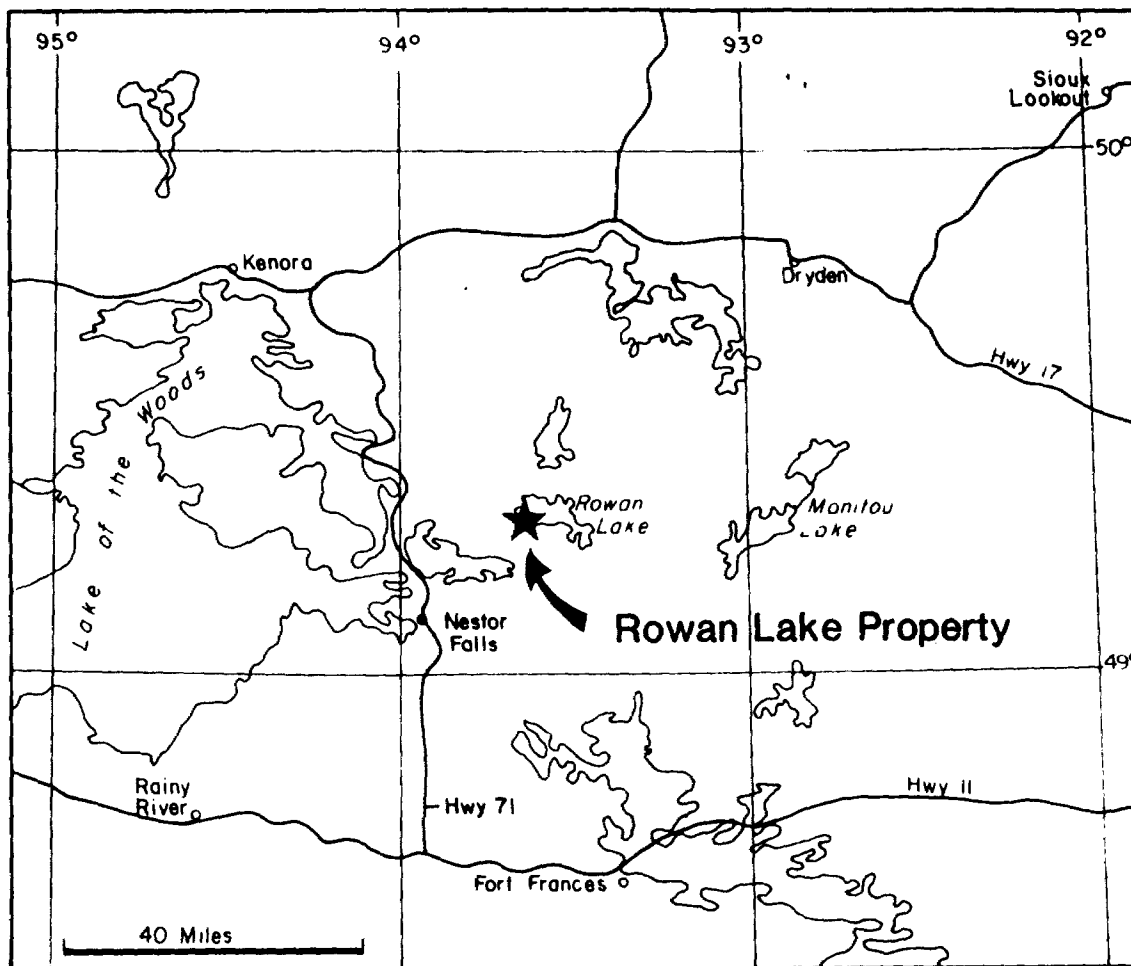 95°
94°
93°
92°
Sioux
Lookout
50°
Kenora
Dryden
Hwy 17
Lake of the Woods
Rowan
Lake
Manitou
Lake
Nestor
Falls
Rowan Lake Property
49°
Rainy
River
Hwy 71
Hwy 11
Fort Frances
40 Miles